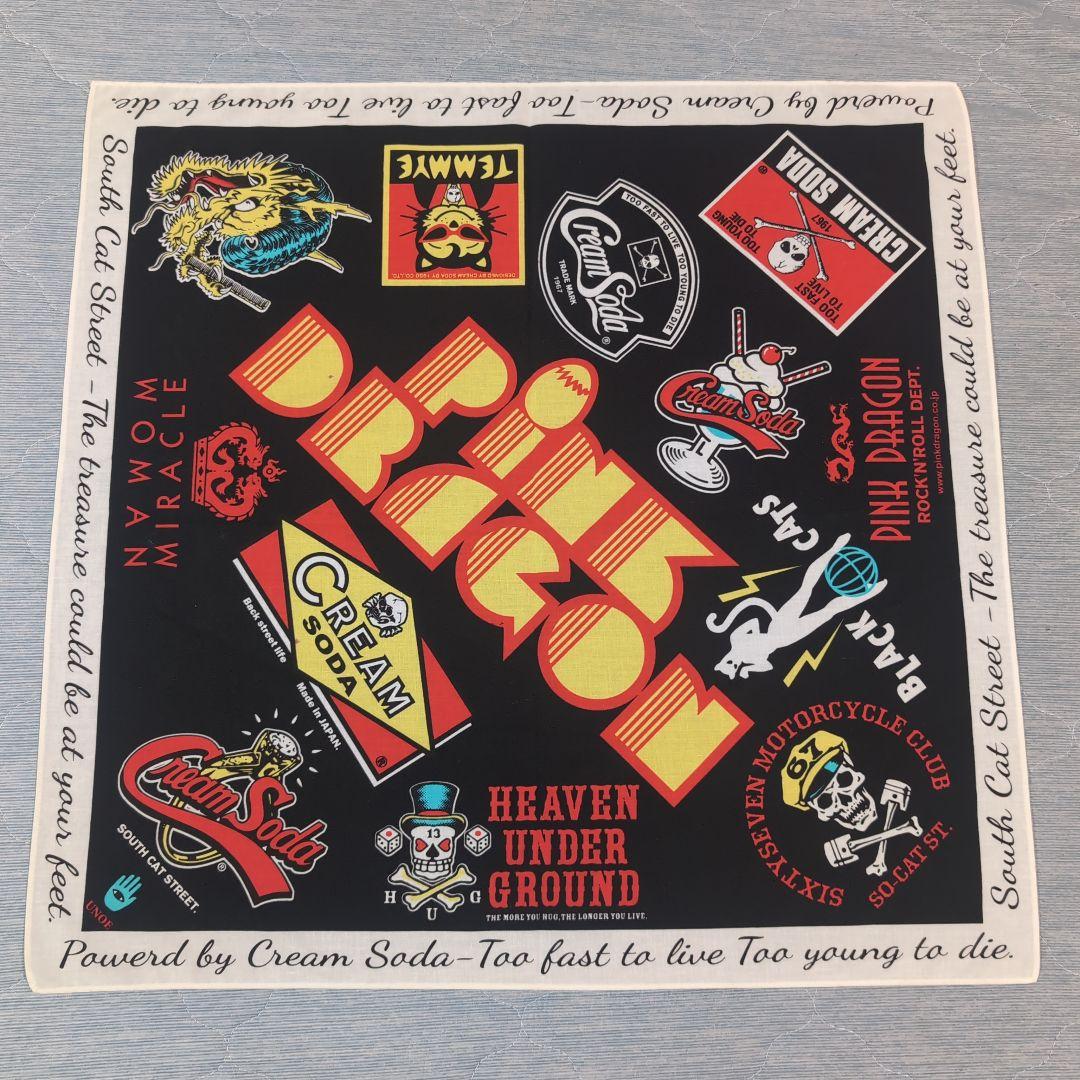 Powerd by Cream Soda-Too fast to live Too young to die.
South Cat Street -The treasure could be at your feet.
TEMMYE
DESIGNED BY CREAM SODA BY 1950 CO.,LTD.
TOO FAST TO LIVE TOO YOUNG TO DIE
Cream Soda
TRADE MARK
1967
®
CREAM SODA
1967
TOO YOUNG
TO DIE
TOO FAST
TO LIVE
®
Cream Soda
PINK DRAGON
ROCK'N'ROLL DEPT.
www.pinkdragon.co.jp
PINK
DRAGON
NAWOM
MIRACLE
CREAM
SODA
Back street life
Made in JAPAN.
®
BLACK CATS
SIXTYSEVEN MOTORCYCLE CLUB
67
SO-CAT ST.
Cream Soda
®
SOUTH CAT STREET.
UNOE
13
H U G
HEAVEN
UNDER
GROUND
THE MORE YOU HUG,THE LONGER YOU LIVE.
South Cat Street -The treasure could be at your feet.
Powerd by Cream Soda-Too fast to live Too young to die.